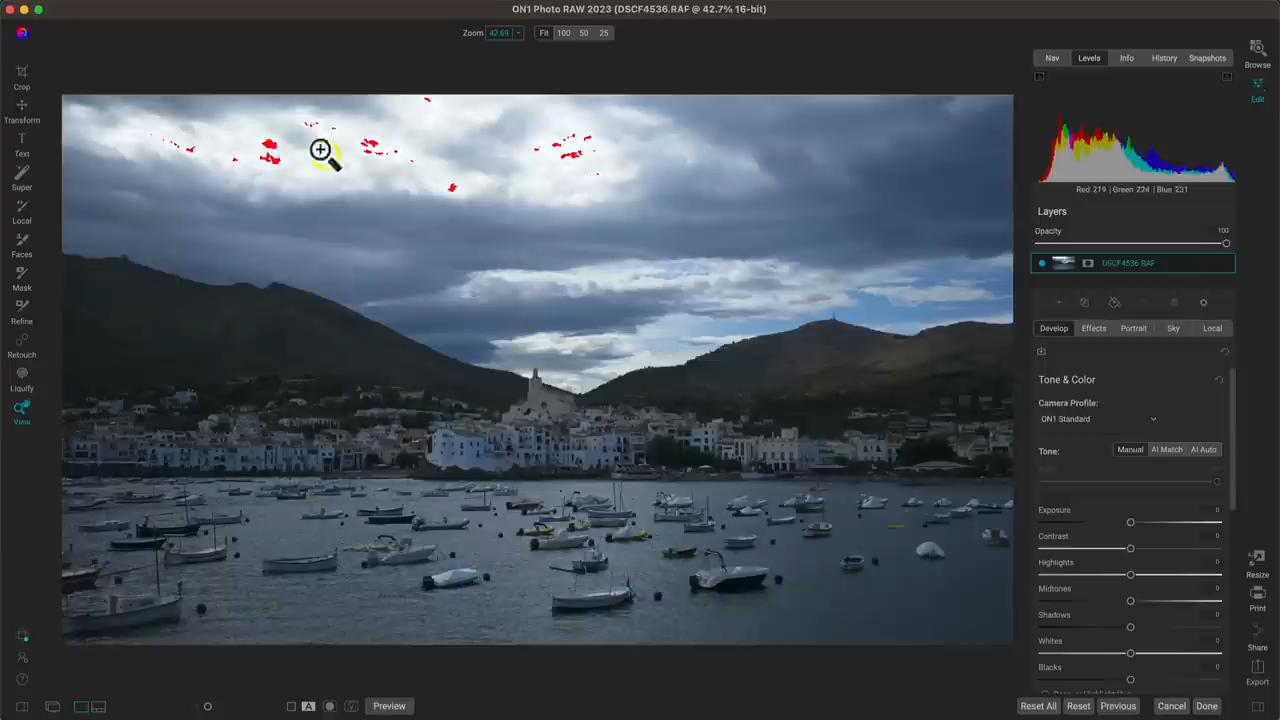 ON1 Photo RAW 2023 (DSCF4536.RAF @ 42.7% 16-bit)
Zoom 42.69 Fit 100 50 25
Browse
Edit
Nav Levels Info History Snapshots
Crop
Transform
Text
Super
Local
Faces
Mask
Refine
Retouch
Liquify
View
Red 219 | Green 224 | Blue 231
Layers
Opacity 100
DSCF4536 RAF
Develop Effects Portrait Sky Local
Tone & Color
Camera Profile:
ON1 Standard
Tone: Manual AI Match AI Auto
Exposure 0
Contrast 0
Highlights 0
Midtones 0
Shadows 0
Whites 0
Blacks 0
Resize
Print
Share
Export
A Preview
Reset All Reset Previous Cancel Done